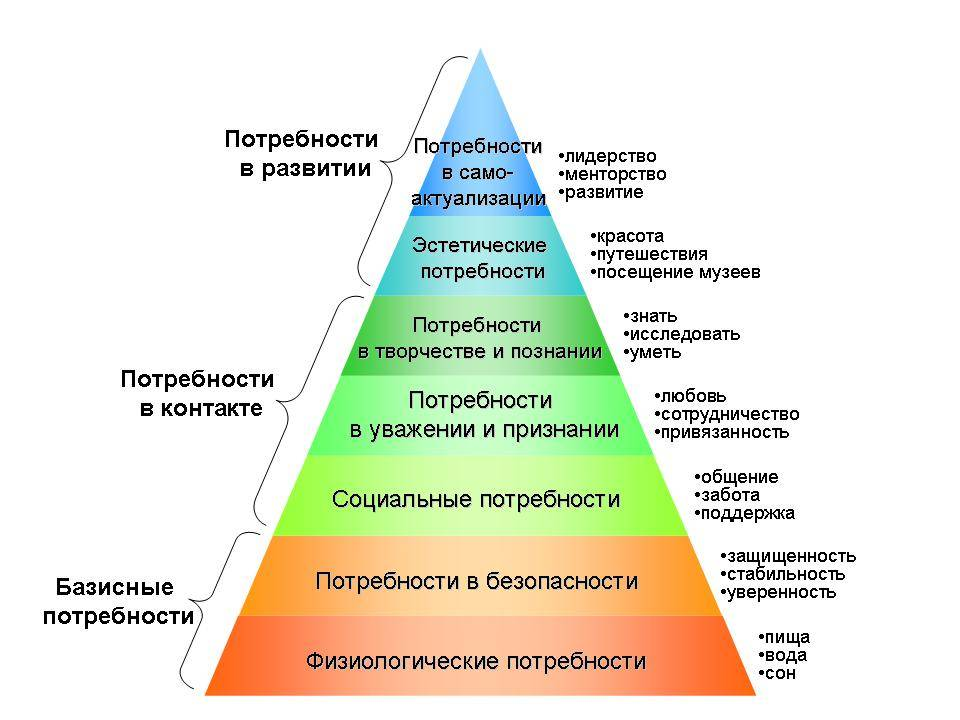 Потребности
в развитии
Потребности
в само-
актуализации
•лидерство
•менторство
•развитие
Эстетические
потребности
•красота
•путешествия
•посещение музеев
Потребности
в контакте
Потребности
в творчестве и познании
•знать
•исследовать
•уметь
Потребности
в уважении и признании
•любовь
•сотрудничество
•привязанность
Социальные потребности
•общение
•забота
•поддержка
Базисные
потребности
Потребности в безопасности
•защищенность
•стабильность
•уверенность
Физиологические потребности
•пища
•вода
•сон